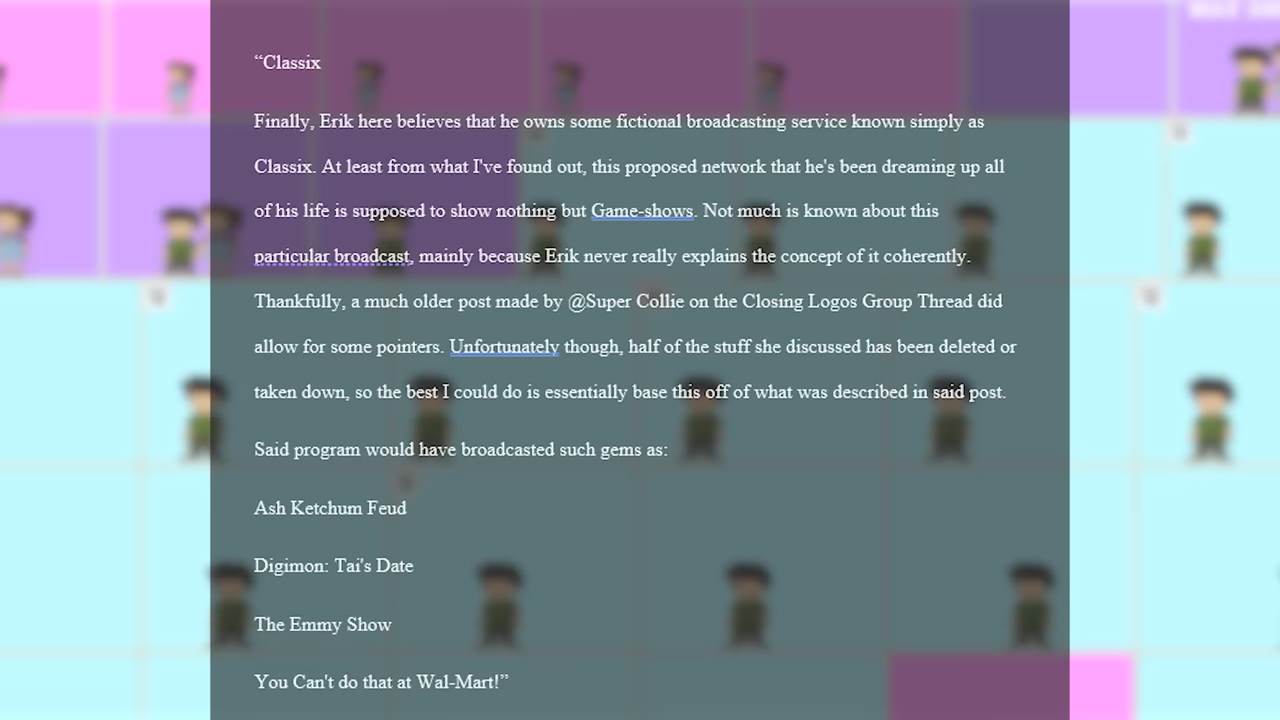 “Classix
Finally, Erik here believes that he owns some fictional broadcasting service known simply as
Classix. At least from what I've found out, this proposed network that he's been dreaming up all
of his life is supposed to show nothing but Game-shows. Not much is known about this
particular broadcast, mainly because Erik never really explains the concept of it coherently.
Thankfully, a much older post made by @Super Collie on the Closing Logos Group Thread did
allow for some pointers. Unfortunately though, half of the stuff she discussed has been deleted or
taken down, so the best I could do is essentially base this off of what was described in said post.
Said program would have broadcasted such gems as:
Ash Ketchum Feud
Digimon: Tai's Date
The Emmy Show
You Can't do that at Wal-Mart!”